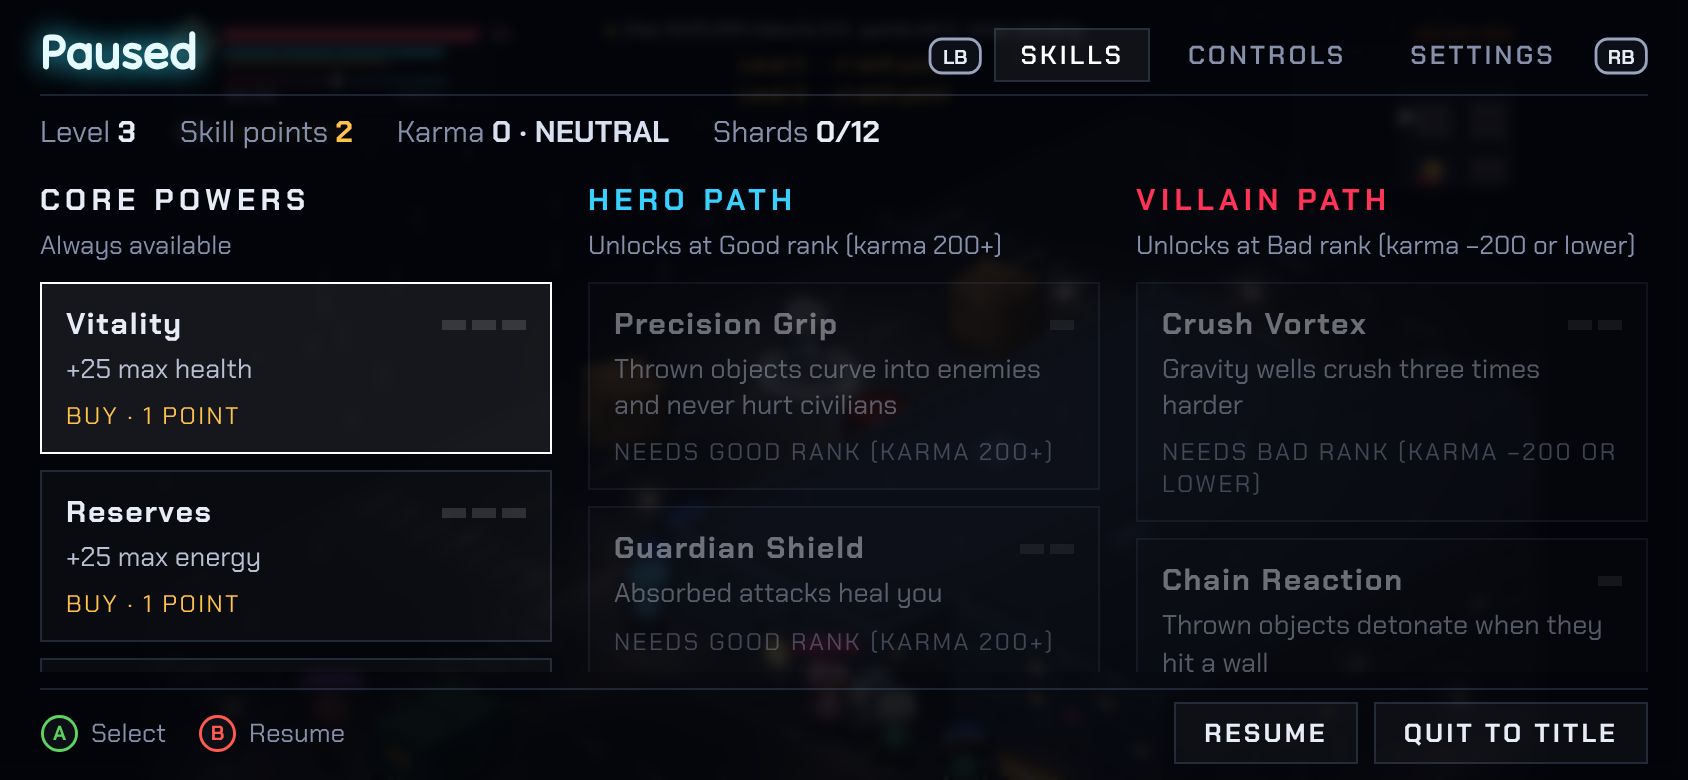 Paused
LB SKILLS CONTROLS SETTINGS RB
Level 3 Skill points 2 Karma 0 · NEUTRAL Shards 0/12
CORE POWERS
Always available
Vitality
+25 max health
BUY · 1 POINT
Reserves
+25 max energy
BUY · 1 POINT
HERO PATH
Unlocks at Good rank (karma 200+)
Precision Grip
Thrown objects curve into enemies
and never hurt civilians
NEEDS GOOD RANK (KARMA 200+)
Guardian Shield
Absorbed attacks heal you
NEEDS GOOD RANK (KARMA 200+)
VILLAIN PATH
Unlocks at Bad rank (karma −200 or lower)
Crush Vortex
Gravity wells crush three times
harder
NEEDS BAD RANK (KARMA −200 OR
LOWER)
Chain Reaction
Thrown objects detonate when they
hit a wall
A Select B Resume
RESUME QUIT TO TITLE